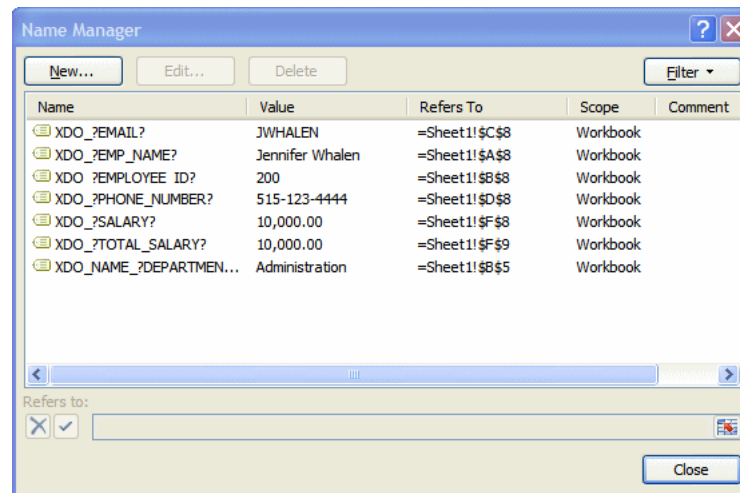 Name Manager
New... Edit... Delete Filter
Name Value Refers To Scope Comment
XDO_?EMAIL? JWHALEN =Sheet1!$C$8 Workbook
XDO_?EMP_NAME? Jennifer Whalen =Sheet1!$A$8 Workbook
XDO_?EMPLOYEE_ID? 200 =Sheet1!$B$8 Workbook
XDO_?PHONE_NUMBER? 515-123-4444 =Sheet1!$D$8 Workbook
XDO_?SALARY? 10,000.00 =Sheet1!$F$8 Workbook
XDO_?TOTAL_SALARY? 10,000.00 =Sheet1!$F$9 Workbook
XDO_NAME_?DEPARTMEN... Administration =Sheet1!$B$5 Workbook
Refers to:
Close